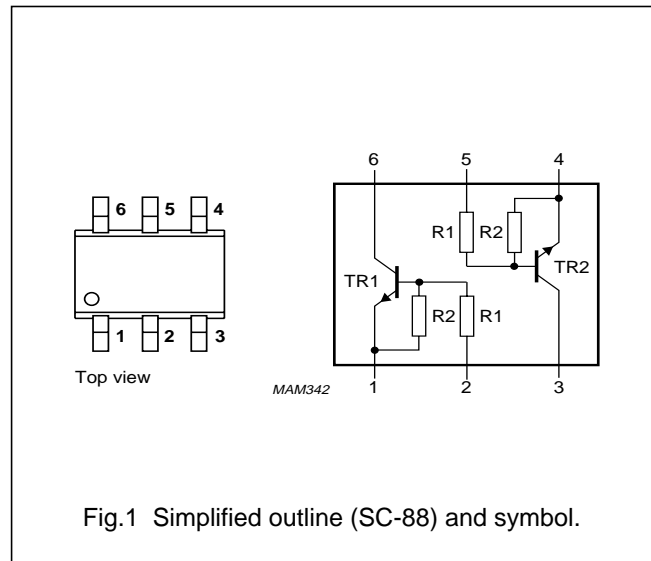 6 5 4
1 2 3
Top view
6 5 4
R1 R2
TR1 TR2
R2 R1
1 2 3
MAM342
Fig.1 Simplified outline (SC-88) and symbol.